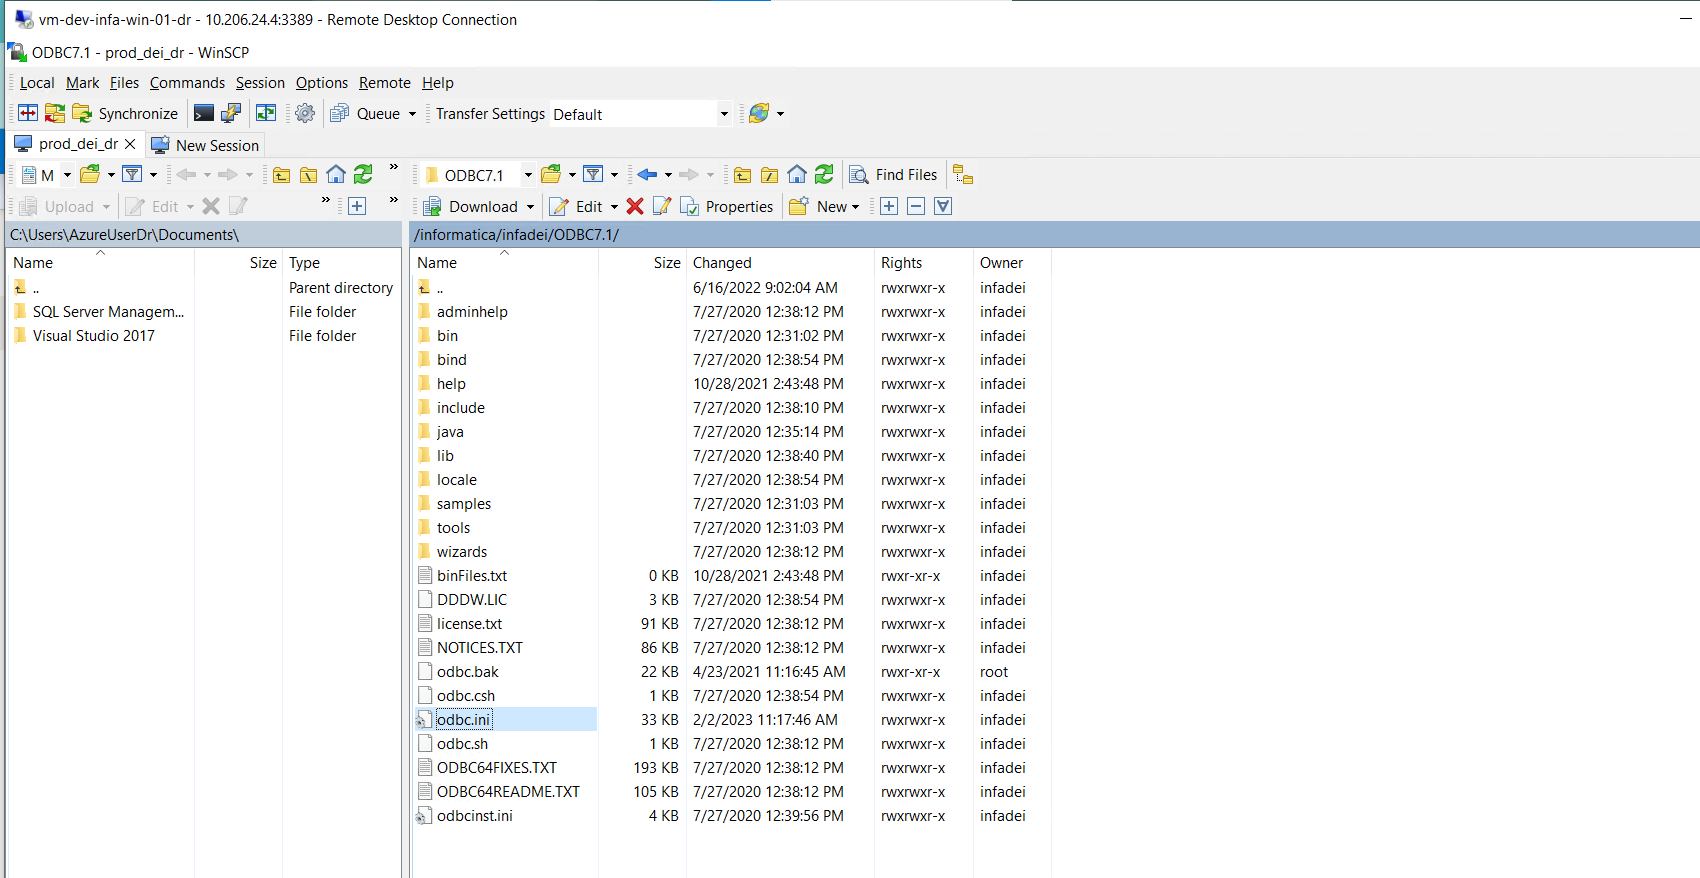 vm-dev-infa-win-01-dr - 10.206.24.4:3389 - Remote Desktop Connection
ODBC7.1 - prod_dei_dr - WinSCP
Local Mark Files Commands Session Options Remote Help
Synchronize Queue Transfer Settings Default
prod_dei_dr New Session
M » ODBC7.1 Find Files
Upload Edit » » Download Edit Properties New
C:\Users\AzureUserDr\Documents\ /informatica/infadei/ODBC7.1/
Name Size Type Name Size Changed Rights Owner
.. Parent directory .. 6/16/2022 9:02:04 AM rwxrwxr-x infadei
SQL Server Managem... File folder adminhelp 7/27/2020 12:38:12 PM rwxrwxr-x infadei
Visual Studio 2017 File folder bin 7/27/2020 12:31:02 PM rwxrwxr-x infadei
bind 7/27/2020 12:38:54 PM rwxrwxr-x infadei
help 10/28/2021 2:43:48 PM rwxrwxr-x infadei
include 7/27/2020 12:38:10 PM rwxrwxr-x infadei
java 7/27/2020 12:35:14 PM rwxrwxr-x infadei
lib 7/27/2020 12:38:40 PM rwxrwxr-x infadei
locale 7/27/2020 12:38:54 PM rwxrwxr-x infadei
samples 7/27/2020 12:31:03 PM rwxrwxr-x infadei
tools 7/27/2020 12:31:03 PM rwxrwxr-x infadei
wizards 7/27/2020 12:38:12 PM rwxrwxr-x infadei
binFiles.txt 0 KB 10/28/2021 2:43:48 PM rwxr-xr-x infadei
DDDW.LIC 3 KB 7/27/2020 12:38:54 PM rwxrwxr-x infadei
license.txt 91 KB 7/27/2020 12:38:12 PM rwxrwxr-x infadei
NOTICES.TXT 86 KB 7/27/2020 12:38:12 PM rwxrwxr-x infadei
odbc.bak 22 KB 4/23/2021 11:16:45 AM rwxr-xr-x root
odbc.csh 1 KB 7/27/2020 12:38:54 PM rwxrwxr-x infadei
odbc.ini 33 KB 2/2/2023 11:17:46 AM rwxrwxr-x infadei
odbc.sh 1 KB 7/27/2020 12:38:12 PM rwxrwxr-x infadei
ODBC64FIXES.TXT 193 KB 7/27/2020 12:38:12 PM rwxrwxr-x infadei
ODBC64README.TXT 105 KB 7/27/2020 12:38:12 PM rwxrwxr-x infadei
odbcinst.ini 4 KB 7/27/2020 12:39:56 PM rwxrwxr-x infadei